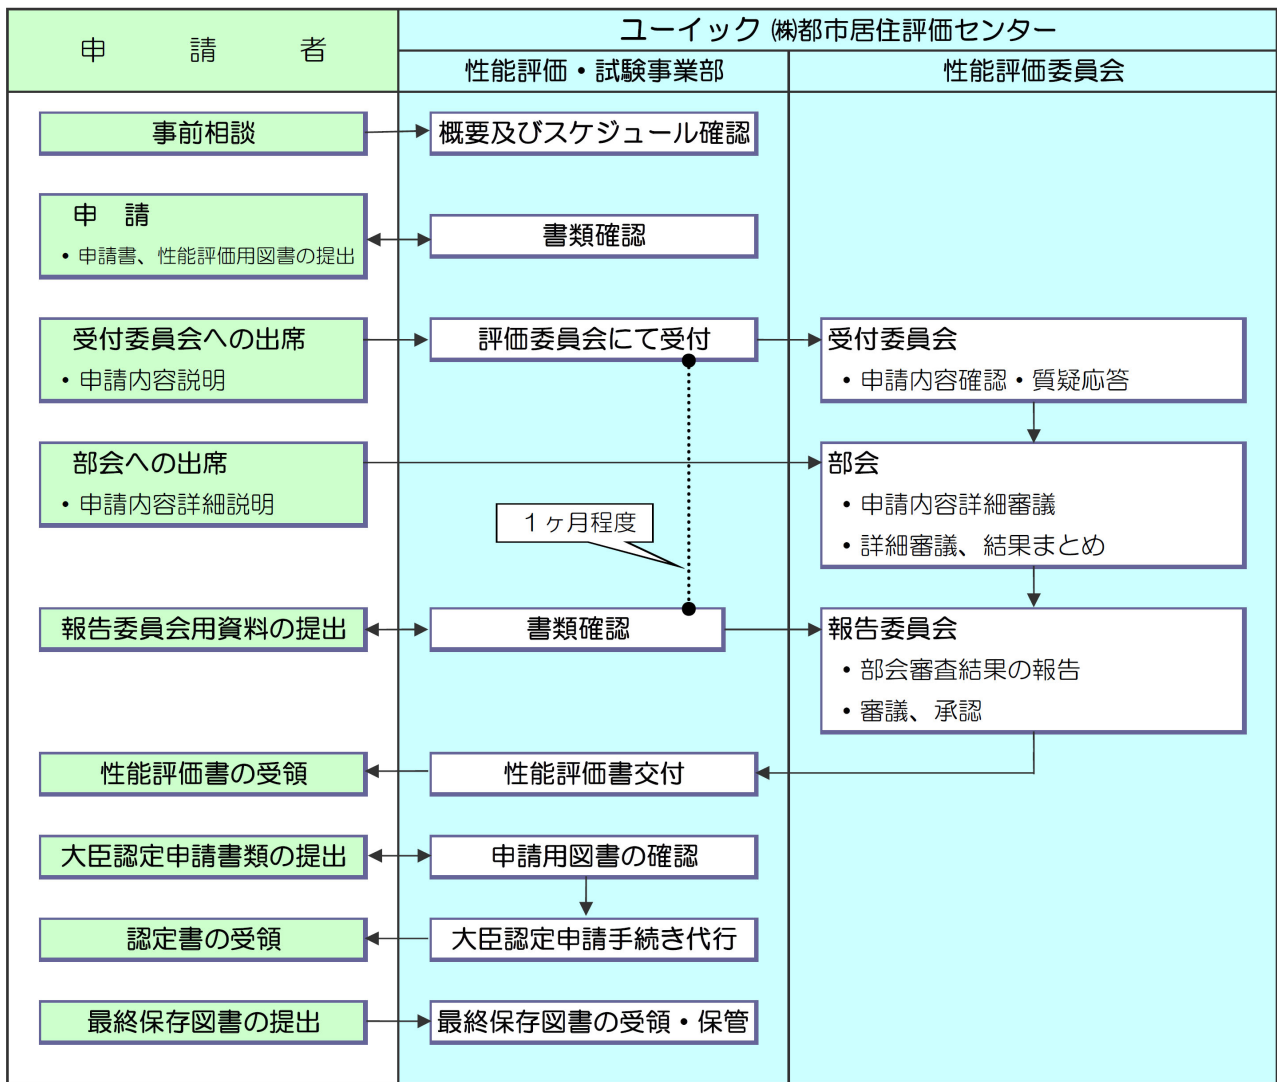 申　請　者
ユーイック ㈱都市居住評価センター
性能評価・試験事業部
性能評価委員会
事前相談
概要及びスケジュール確認
申　請
・申請書、性能評価用図書の提出
書類確認
受付委員会への出席
・申請内容説明
評価委員会にて受付
受付委員会
・申請内容確認・質疑応答
部会への出席
・申請内容詳細説明
部会
・申請内容詳細審議
・詳細審議、結果まとめ
１ヶ月程度
報告委員会用資料の提出
書類確認
報告委員会
・部会審査結果の報告
・審議、承認
性能評価書の受領
性能評価書交付
大臣認定申請書類の提出
申請用図書の確認
認定書の受領
大臣認定申請手続き代行
最終保存図書の提出
最終保存図書の受領・保管